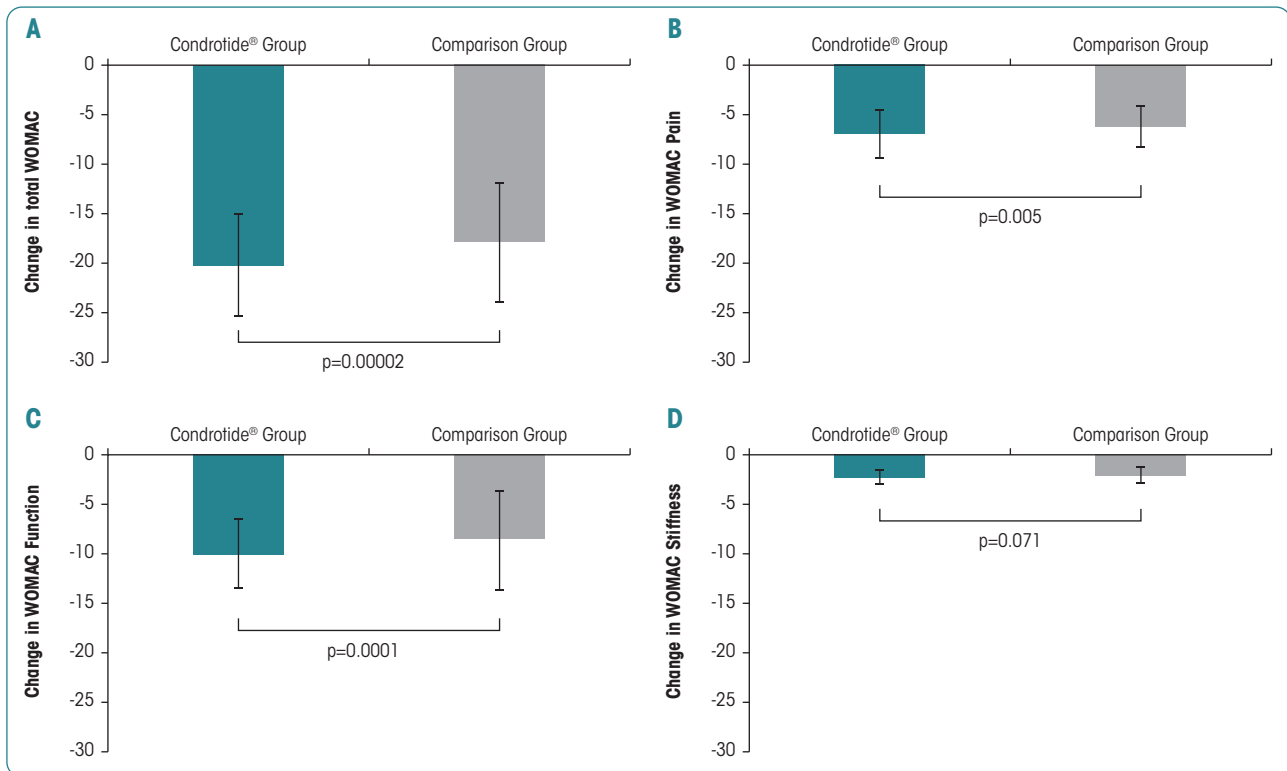 A
Condrotide® Group
Comparison Group
Change in total WOMAC
0
-5
-10
-15
-20
-25
-30
p=0.00002
B
Condrotide® Group
Comparison Group
Change in WOMAC Pain
0
-5
-10
-15
-20
-25
-30
p=0.005
C
Condrotide® Group
Comparison Group
Change in WOMAC Function
0
-5
-10
-15
-20
-25
-30
p=0.0001
D
Condrotide® Group
Comparison Group
Change in WOMAC Stiffness
0
-5
-10
-15
-20
-25
-30
p=0.071